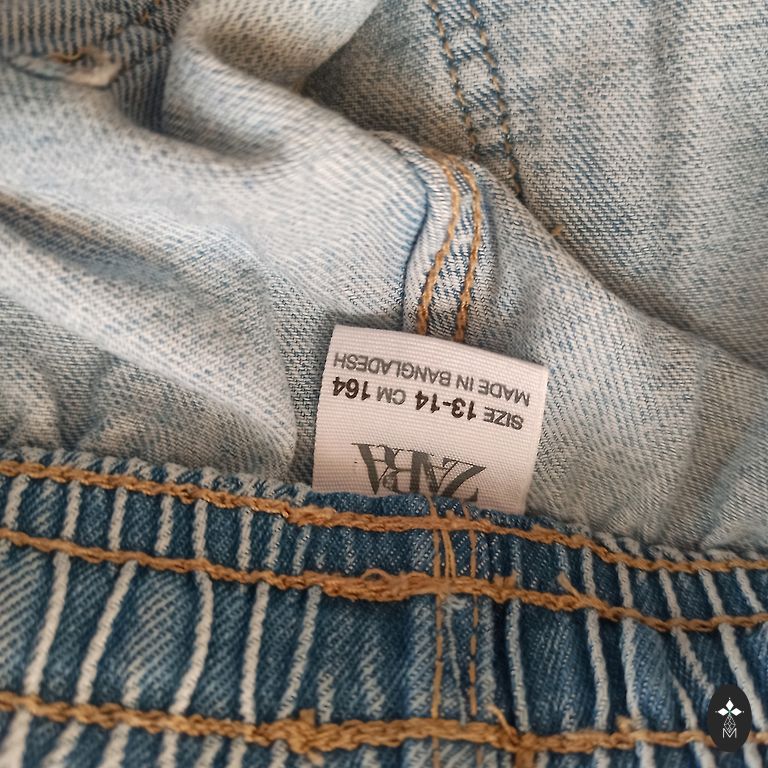 ZARA
SIZE 13-14 CM 164
MADE IN BANGLADESH
M